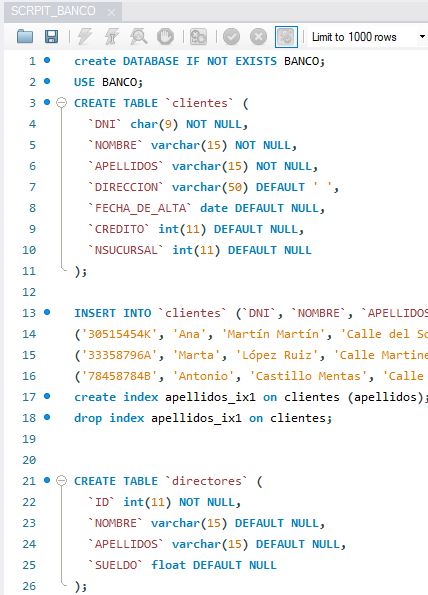 SCRPIT_BANCO
Limit to 1000 rows
1 create DATABASE IF NOT EXISTS BANCO;
2 USE BANCO;
3 CREATE TABLE `clientes` (
4 `DNI` char(9) NOT NULL,
5 `NOMBRE` varchar(15) NOT NULL,
6 `APELLIDOS` varchar(15) NOT NULL,
7 `DIRECCION` varchar(50) DEFAULT ' ',
8 `FECHA_DE_ALTA` date DEFAULT NULL,
9 `CREDITO` int(11) DEFAULT NULL,
10 `NSUCURSAL` int(11) DEFAULT NULL
11 );
12
13 INSERT INTO `clientes` (`DNI`, `NOMBRE`, `APELLIDOS
14 ('30515454K', 'Ana', 'Martín Martín', 'Calle del So
15 ('33358796A', 'Marta', 'López Ruiz', 'Calle Martine
16 ('78458784B', 'Antonio', 'Castillo Mentas', 'Calle
17 create index apellidos_ix1 on clientes (apellidos);
18 drop index apellidos_ix1 on clientes;
19
20
21 CREATE TABLE `directores` (
22 `ID` int(11) NOT NULL,
23 `NOMBRE` varchar(15) DEFAULT NULL,
24 `APELLIDOS` varchar(15) DEFAULT NULL,
25 `SUELDO` float DEFAULT NULL
26 );